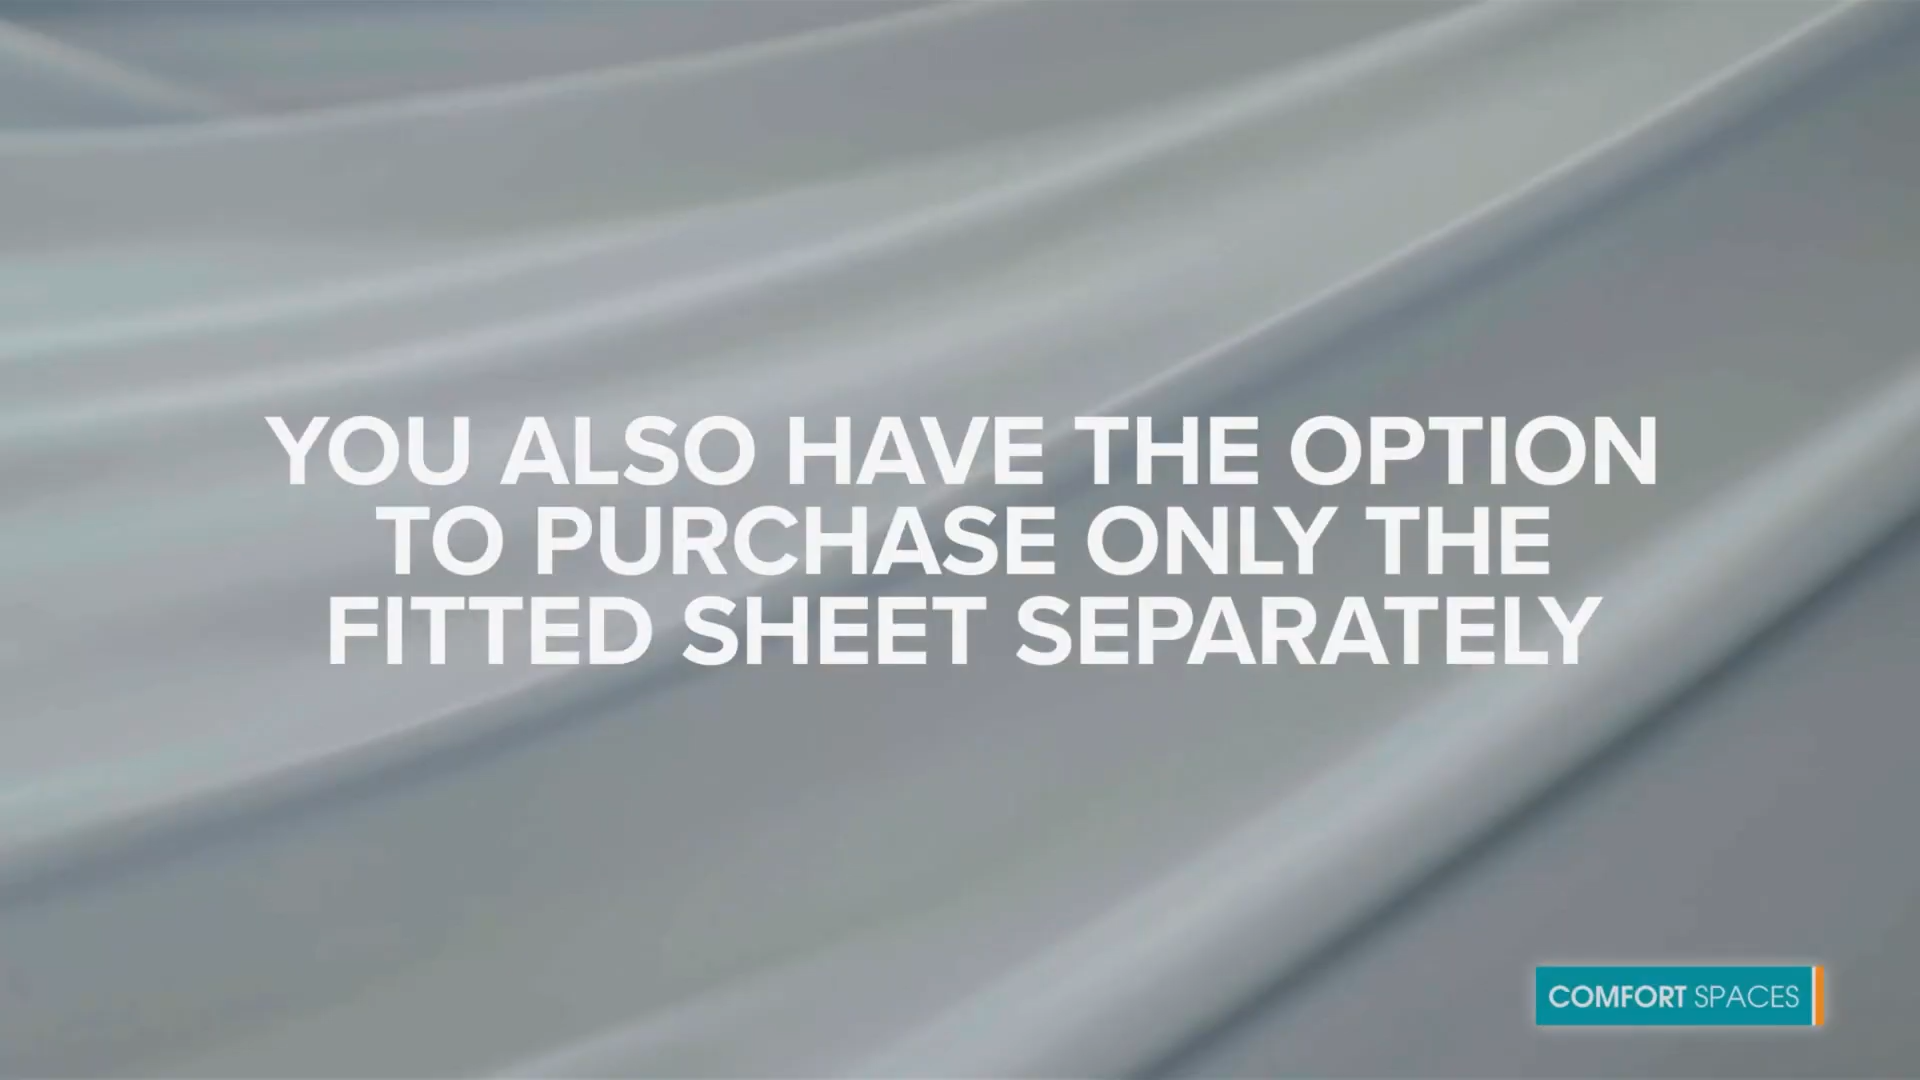 YOU ALSO HAVE THE OPTION
TO PURCHASE ONLY THE
FITTED SHEET SEPARATELY
COMFORT SPACES